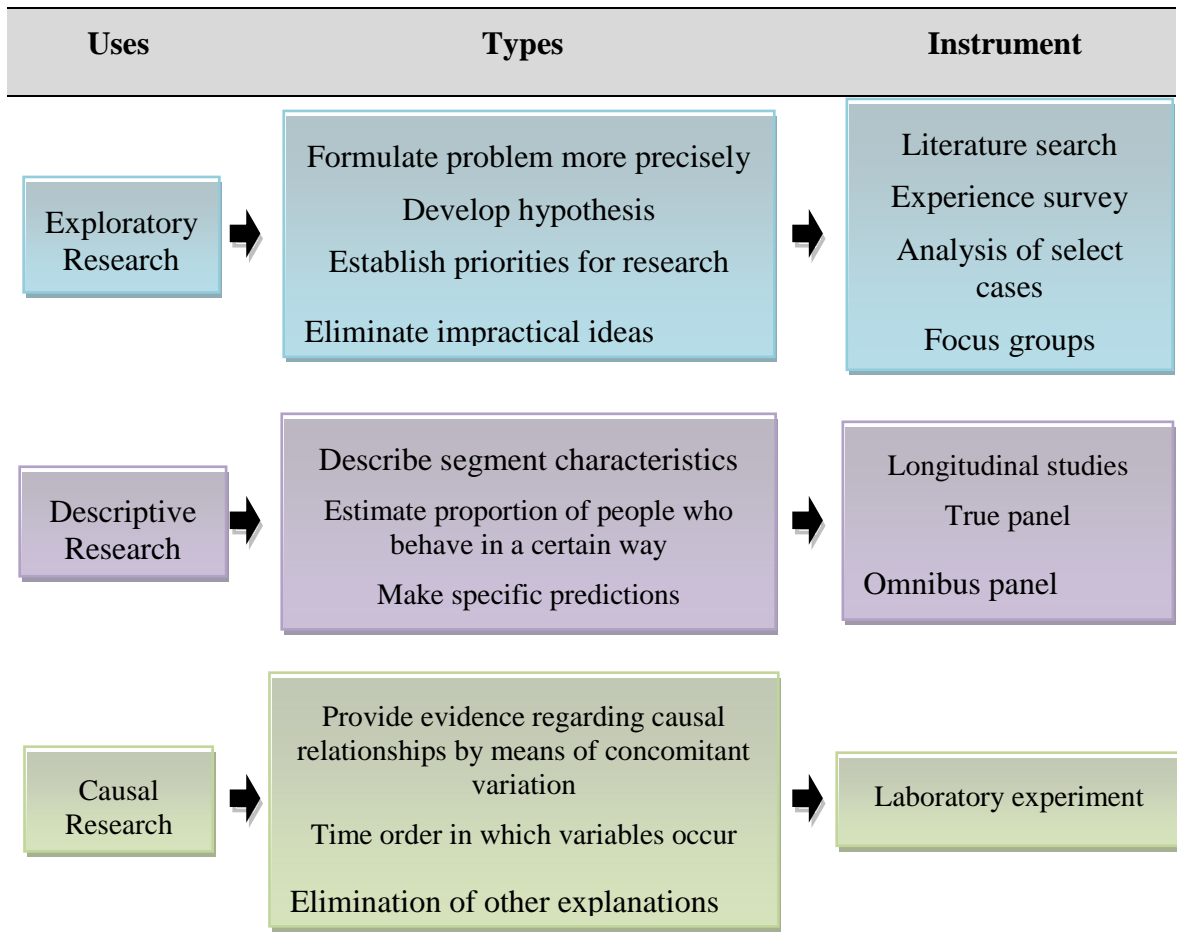 Uses Types Instrument
Exploratory
Research
Formulate problem more precisely
Develop hypothesis
Establish priorities for research
Eliminate impractical ideas
Literature search
Experience survey
Analysis of select
cases
Focus groups
Descriptive
Research
Describe segment characteristics
Estimate proportion of people who
behave in a certain way
Make specific predictions
Longitudinal studies
True panel
Omnibus panel
Causal
Research
Provide evidence regarding causal
relationships by means of concomitant
variation
Time order in which variables occur
Elimination of other explanations
Laboratory experiment